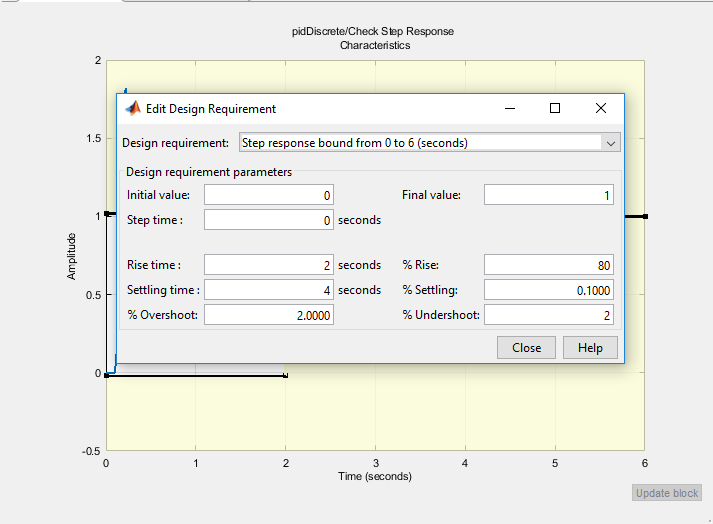 pidDiscrete/Check Step Response
Characteristics
2
Edit Design Requirement
Design requirement: Step response bound from 0 to 6 (seconds)
Design requirement parameters
Initial value: 0 Final value: 1
Step time : 0 seconds
Rise time : 2 seconds % Rise: 80
Settling time : 4 seconds % Settling: 0.1000
% Overshoot: 2.0000 % Undershoot: 2
Close Help
1.5
1
0.5
0
-0.5
Amplitude
0 1 2 3 4 5 6
Time (seconds)
Update block